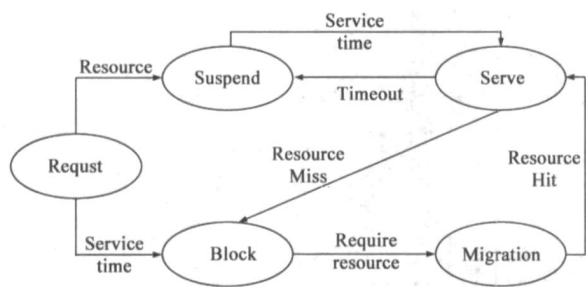 Service
time
Resource
Suspend
Serve
Timeout
Requst
Resource
Miss
Resource
Hit
Service
time
Block
Require
resource
Migration